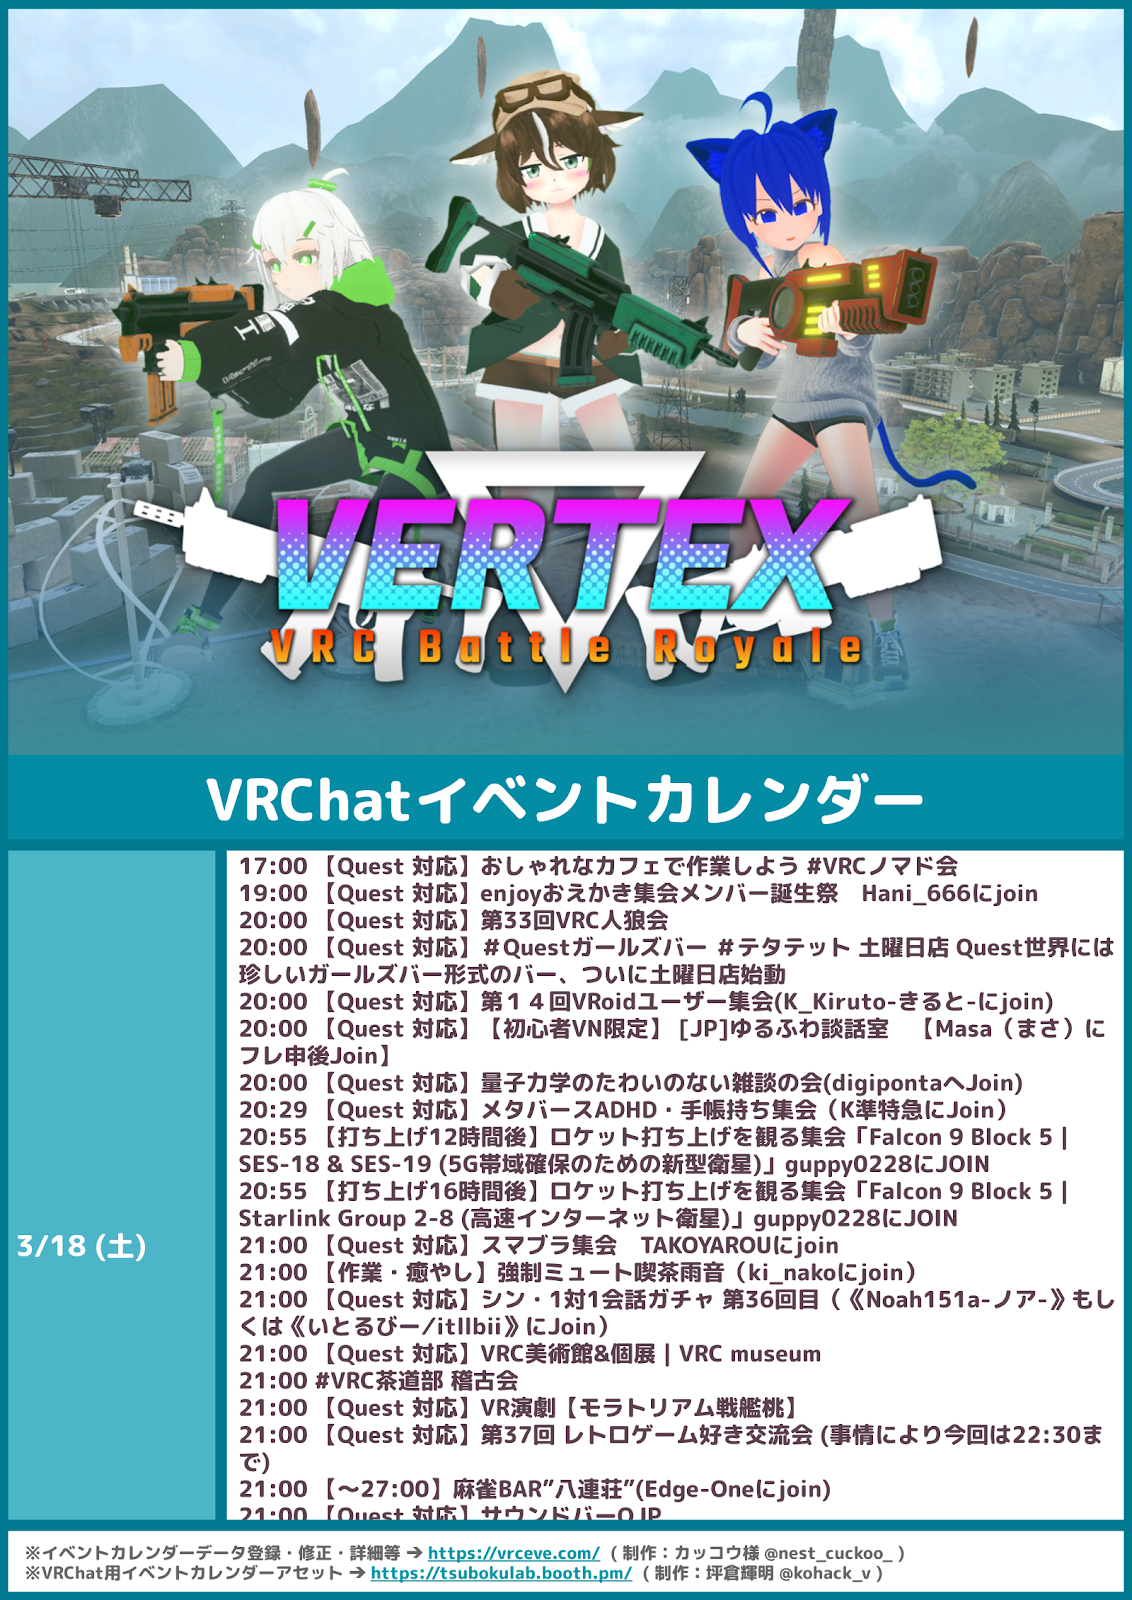 VERTEX
VRC Battle Royale
VRChatイベントカレンダー
3/18 (土)
17:00 【Quest 対応】おしゃれなカフェで作業しよう #VRCノマド会
19:00 【Quest 対応】enjoyおえかき集会メンバー誕生祭　Hani_666にjoin
20:00 【Quest 対応】第33回VRC人狼会
20:00 【Quest 対応】＃Questガールズバー ＃テタテット 土曜日店 Quest世界には
珍しいガールズバー形式のバー、ついに土曜日店始動
20:00 【Quest 対応】第１４回VRoidユーザー集会(K_Kiruto-きると-にjoin)
20:00 【Quest 対応】【初心者VN限定】 [JP]ゆるふわ談話室　【Masa（まさ）に
フレ申後Join】
20:00 【Quest 対応】量子力学のたわいのない雑談の会(digipontaへJoin)
20:29 【Quest 対応】メタバースADHD・手帳持ち集会（K準特急にJoin）
20:55 【打ち上げ12時間後】ロケット打ち上げを観る集会「Falcon 9 Block 5 |
SES-18 & SES-19 (5G帯域確保のための新型衛星)」guppy0228にJOIN
20:55 【打ち上げ16時間後】ロケット打ち上げを観る集会「Falcon 9 Block 5 |
Starlink Group 2-8 (高速インターネット衛星)」guppy0228にJOIN
21:00 【Quest 対応】スマブラ集会　TAKOYAROUにjoin
21:00 【作業・癒やし】強制ミュート喫茶雨音（ki_nakoにjoin）
21:00 【Quest 対応】シン・1対1会話ガチャ 第36回目（《Noah151a-ノア-》もし
くは《いとるびー/itllbii》にJoin）
21:00 【Quest 対応】VRC美術館&個展 | VRC museum
21:00 #VRC茶道部 稽古会
21:00 【Quest 対応】VR演劇【モラトリアム戦艦桃】
21:00 【Quest 対応】第37回 レトロゲーム好き交流会 (事情により今回は22:30ま
で)
21:00 【～27:00】麻雀BAR”八連荘”(Edge-Oneにjoin)
21:00 【Quest 対応】サウンドバーOJP
※イベントカレンダーデータ登録・修正・詳細等 ➔ https://vrceve.com/ （制作：カッコウ様 @nest_cuckoo_ ）
※VRChat用イベントカレンダーアセット ➔ https://tsubokulab.booth.pm/ （制作：坪倉輝明 @kohack_v ）